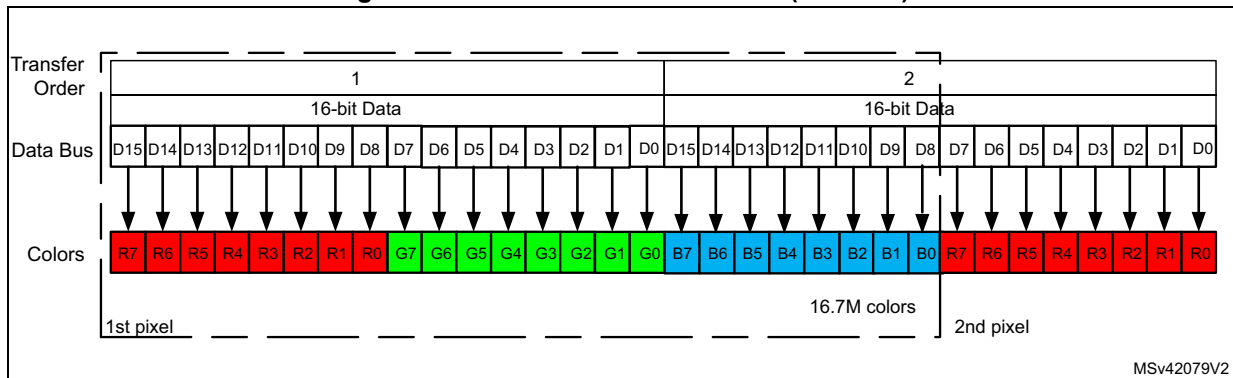 Transfer Order
1 2
16-bit Data 16-bit Data
Data Bus D15 D14 D13 D12 D11 D10 D9 D8 D7 D6 D5 D4 D3 D2 D1 D0 D15 D14 D13 D12 D11 D10 D9 D8 D7 D6 D5 D4 D3 D2 D1 D0
Colors R7 R6 R5 R4 R3 R2 R1 R0 G7 G6 G5 G4 G3 G2 G1 G0 B7 B6 B5 B4 B3 B2 B1 B0 R7 R6 R5 R4 R3 R2 R1 R0
16.7M colors
1st pixel 2nd pixel
MSv42079V2